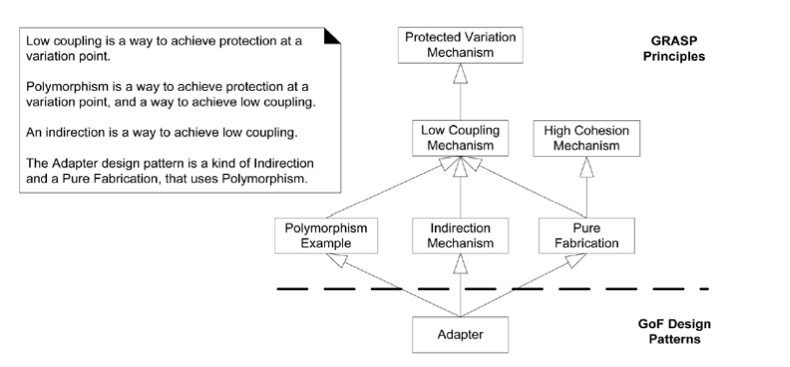 Low coupling is a way to achieve protection at a
variation point.
Polymorphism is a way to achieve protection at a
variation point, and a way to achieve low coupling.
An indirection is a way to achieve low coupling.
The Adapter design pattern is a kind of Indirection
and a Pure Fabrication, that uses Polymorphism.
Protected Variation
Mechanism
GRASP
Principles
Low Coupling
Mechanism
High Cohesion
Mechanism
Polymorphism
Example
Indirection
Mechanism
Pure
Fabrication
Adapter
GoF Design
Patterns